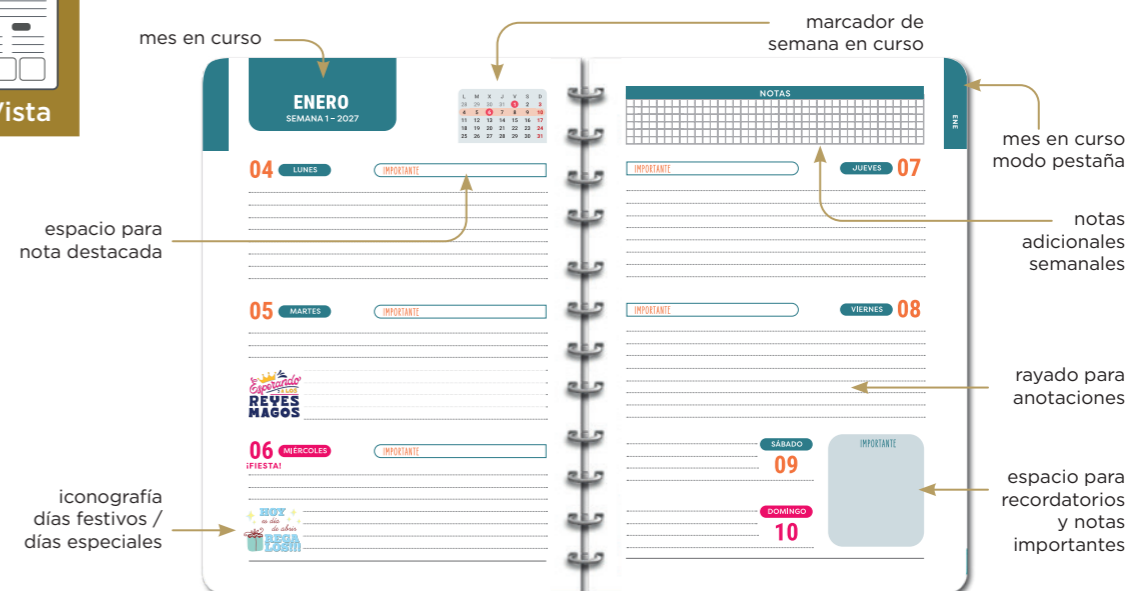 Vista
mes en curso
marcador de
semana en curso
ENERO
SEMANA 1 – 2027
L M X J V S D
28 29 30 31 1 2 3
4 5 6 7 8 9 10
11 12 13 14 15 16 17
18 19 20 21 22 23 24
25 26 27 28 29 30 31
NOTAS
ENE
mes en curso
modo pestaña
04 LUNES IMPORTANTE
IMPORTANTE JUEVES 07
espacio para
nota destacada
notas
adicionales
semanales
05 MARTES IMPORTANTE
IMPORTANTE VIERNES 08
Esperando
A LOS
REYES
MAGOS
rayado para
anotaciones
06 MIÉRCOLES IMPORTANTE
¡FIESTA!
SÁBADO
09
IMPORTANTE
DOMINGO
10
HOY
es día
de abrir
REGA
LOS!!!
iconografía
días festivos /
días especiales
espacio para
recordatorios
y notas
importantes